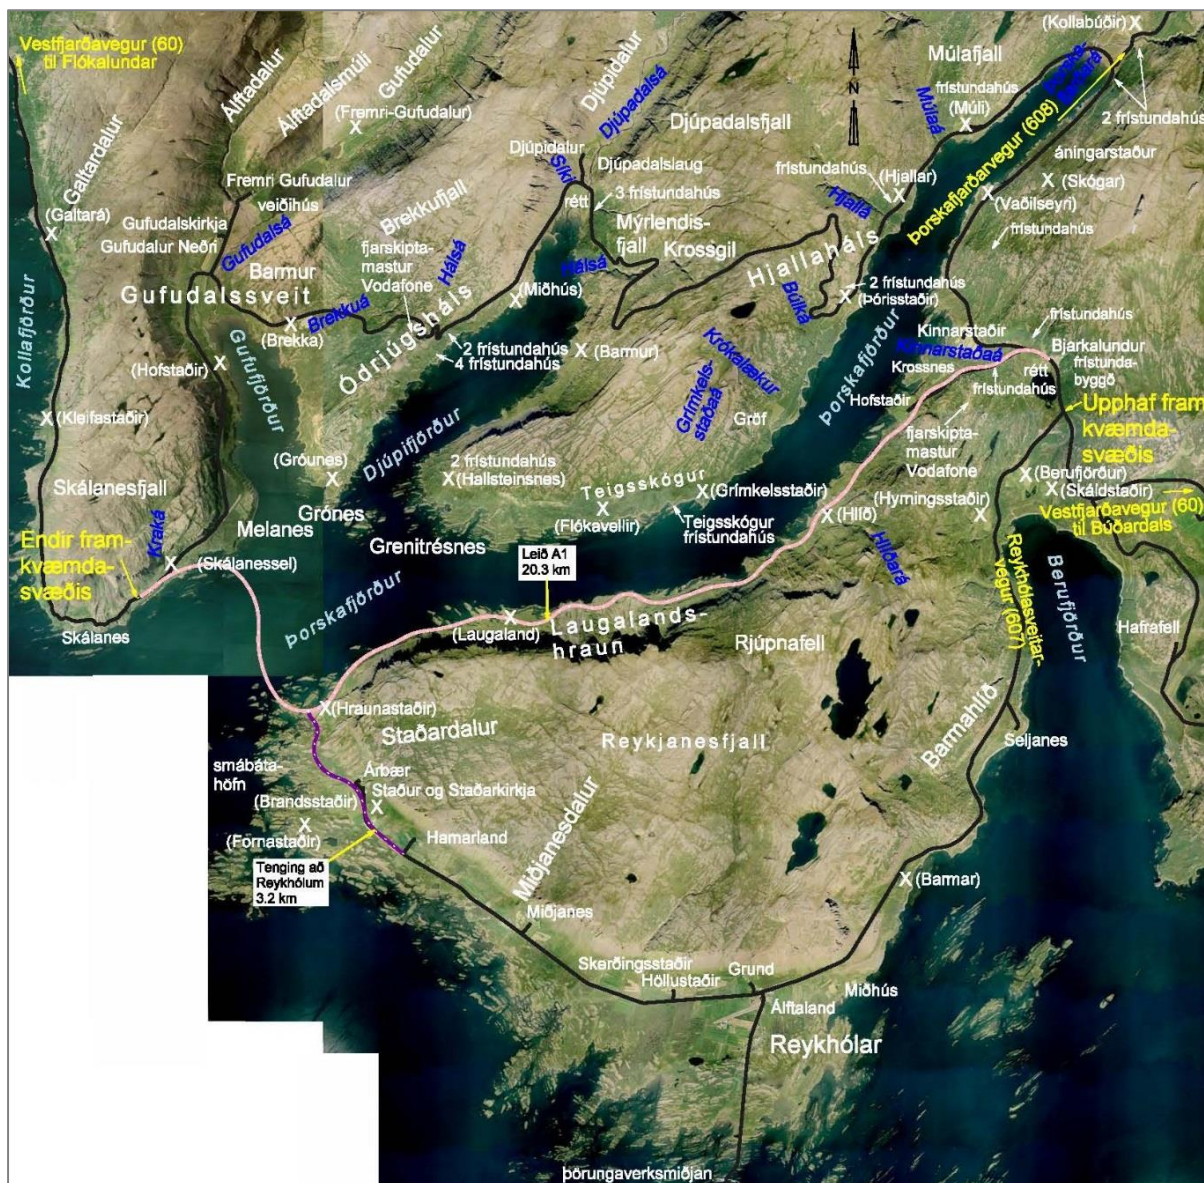 Vestfjarðavegur (60)
til Flókalundar
Álftadalur
Álftadalsmúli
Gufudalur
(Fremri-Gufudalur)
Djúpidalur
Djúpadalsá
Djúpadalsfjall
Múlafjall
(Kollabúðir)
frístundahús
(Múli)
Múlaá
Þorskafjarðarvegur (608)
2 frístundahús
áningarstaður
(Skógar)
(Vaðilseyri)
frístundahús
Galtardalur
(Galtará)
Fremri Gufudalur
veiðihús
Gufudalskirkja
Gufudalur Neðri
Gufudalsá
Brekkufjall
Djúpidalur
Síki
Djúpadalslaug
3 frístundahús
rétt
Mýrlendis-
fjall
Krossgil
frístundahús
(Hjallar)
Hjallá
Hjallaháls
N
fjarskipta-
mastur
Vodafone
Hálsá
Hálsá
(Miðhús)
Barmur
Gufudalssveit
(Brekka)
Brekkuá
Ódrjúgsháls
2 frístundahús
4 frístundahús
(Barmur)
Búlká
2 frístundahús
(Þórisstaðir)
Kollafjörður
(Hofstaðir)
Gufufjörður
Djúpifjörður
Krókalækur
Grímkels-
staðaá
Gröf
Þorskafjörður
Kinnarstaðir
Kinnarstaðaá
Krossnes
Hofstaðir
frístundahús
Bjarkalundur
frístunda-
byggð
rétt
frístundahús
Upphaf fram
kvæmda-
svæðis
fjarskipta-
mastur
Vodafone
(Kleifastaðir)
(Gróunes)
Grónes
2 frístundahús
(Hallsteinsnes)
Teigsskógur
(Grímkelsstaðir)
(Flókavellir)
Teigsskógur
frístundahús
(Hlíð)
(Hyrningsstaðir)
(Berufjörður)
(Skáldstaðir)
Vestfjarðavegur (60)
til Búðardals
Skálanesfjall
Melanes
Kraká
Endir fram-
kvæmda-
svæðis
(Skálanessel)
Skálanes
Grenitrésnes
Þorskafjörður
Leið A1
20.3 km
Hlíðará
Reykhólasveitar-
vegur (607)
Berufjörður
Hafrafell
(Laugaland)
Laugalands-
hraun
Rjúpnafell
(Hraunastaðir)
Staðardalur
Reykjanesfjall
Barmahlíð
Seljanes
smábáta-
höfn
Árbær
Staður og Staðarkirkja
(Brandsstaðir)
(Fornastaðir)
Hamarland
Tenging að
Reykhólum
3.2 km
Miðjanesdalur
Miðjanes
(Barmar)
Skerðingsstaðir
Höllustaðir
Grund
Miðhús
Álftaland
Reykhólar
þörungaverksmiðjan